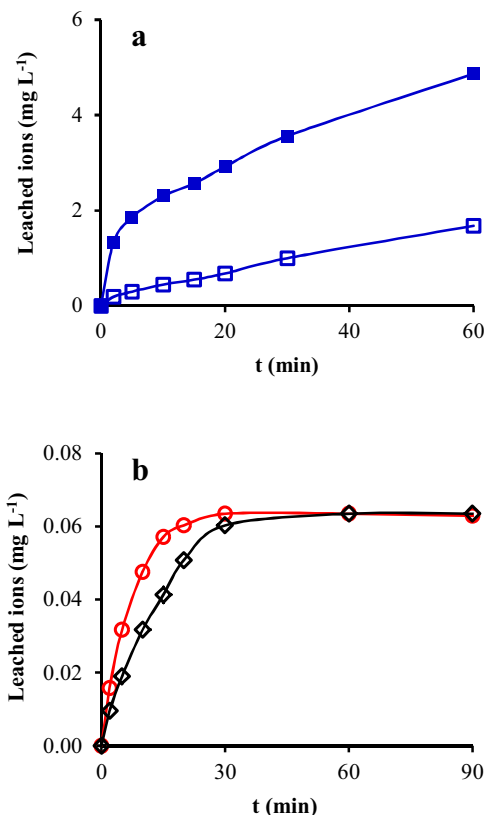 a
Leached ions (mg L⁻¹)
6
4
2
0
0 20 40 60
t (min)
b
Leached ions (mg L⁻¹)
0.08
0.06
0.04
0.02
0.00
0 30 60 90
t (min)